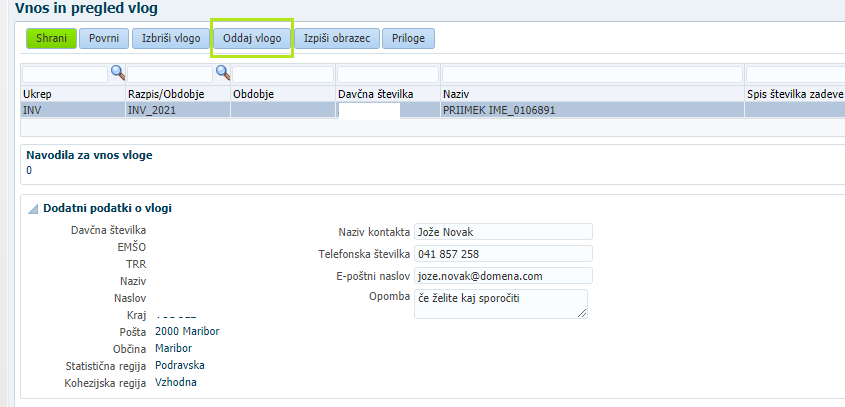 Vnos in pregled vlog
Shrani Povrni Izbriši vlogo Oddaj vlogo Izpiši obrazec Priloge
Ukrep Razpis/Obdobje Obdobje Davčna številka Naziv Spis številka zadeve
INV INV_2021 PRIIMEK IME_0106891
Navodila za vnos vloge
0
Dodatni podatki o vlogi
Davčna številka
EMŠO
TRR
Naziv
Naslov
Kraj
Pošta 2000 Maribor
Občina Maribor
Statistična regija Podravska
Kohezijska regija Vzhodna
Naziv kontakta Jože Novak
Telefonska številka 041 857 258
E-poštni naslov joze.novak@domena.com
Opomba če želite kaj sporočiti